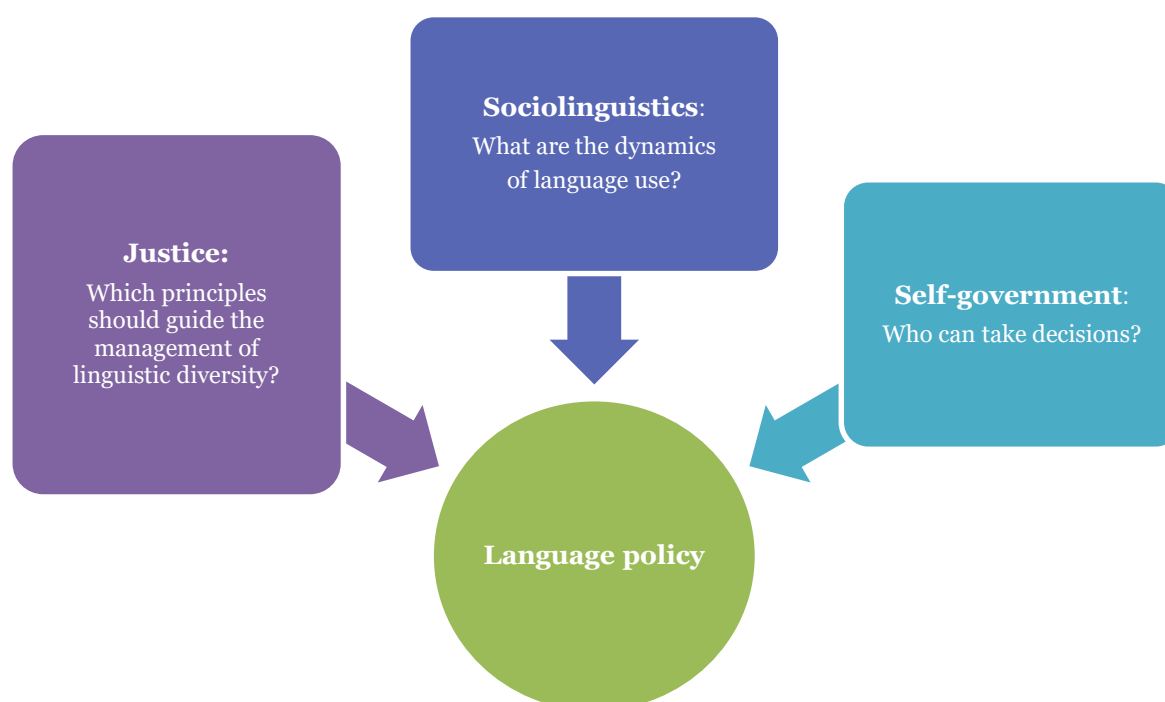 Sociolinguistics:
What are the dynamics
of language use?
Justice:
Which principles
should guide the
management of
linguistic diversity?
Self-government:
Who can take decisions?
Language policy